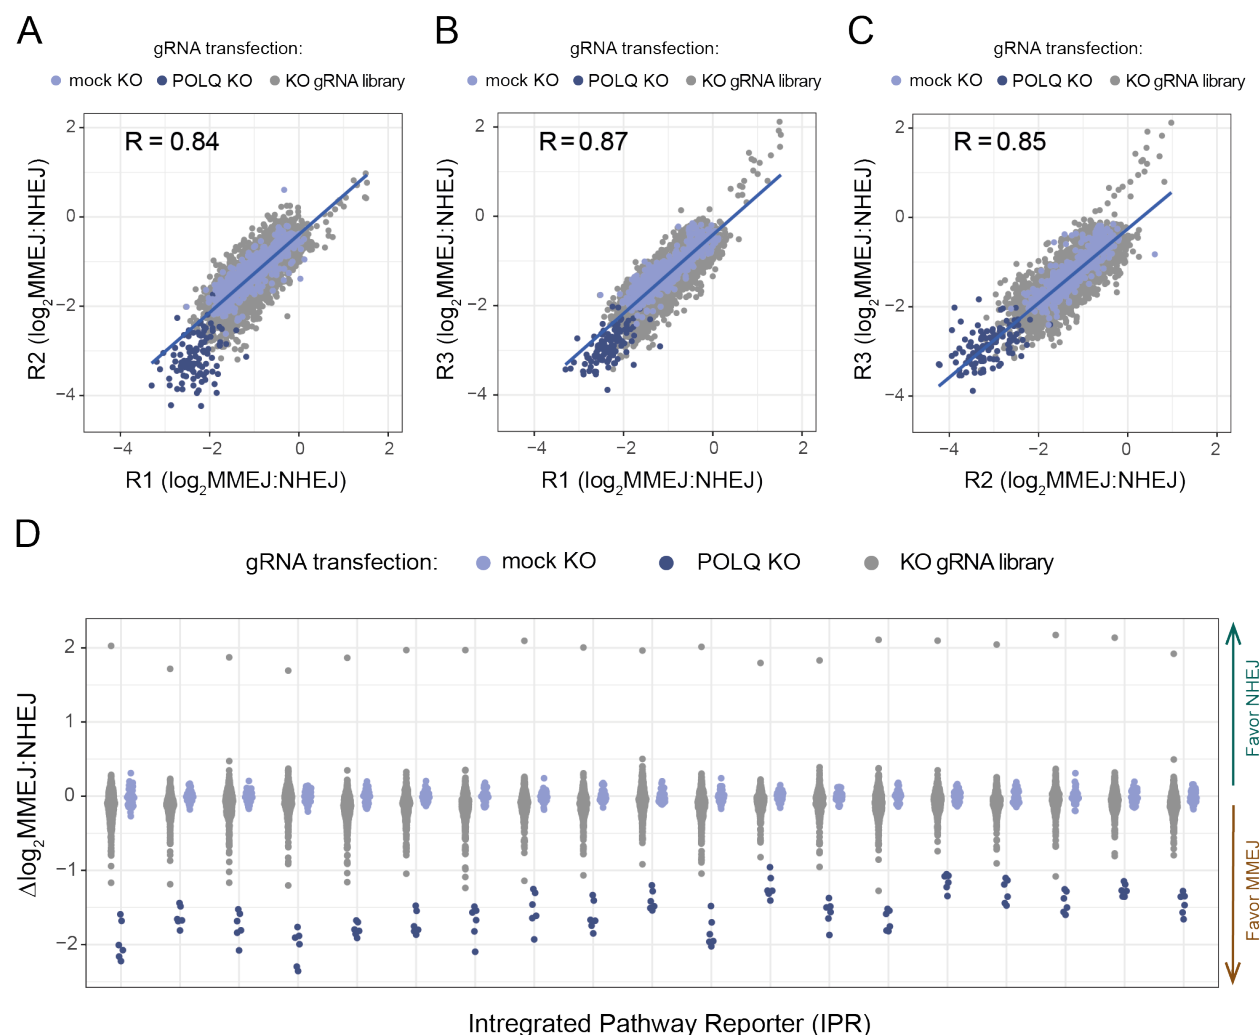 A
gRNA transfection:
mock KO POLQ KO KO gRNA library
R = 0.84
2
0
−2
−4
R2 (log2MMEJ:NHEJ)
−4 −2 0 2
R1 (log2MMEJ:NHEJ)
B
gRNA transfection:
mock KO POLQ KO KO gRNA library
R = 0.87
2
0
−2
−4
R3 (log2MMEJ:NHEJ)
−4 −2 0 2
R1 (log2MMEJ:NHEJ)
C
gRNA transfection:
mock KO POLQ KO KO gRNA library
R = 0.85
2
0
−2
−4
R3 (log2MMEJ:NHEJ)
−4 −2 0 2
R2 (log2MMEJ:NHEJ)
D
gRNA transfection: mock KO POLQ KO KO gRNA library
2
1
0
−1
−2
Δlog2MMEJ:NHEJ
Favor NHEJ
Favor MMEJ
Intregrated Pathway Reporter (IPR)